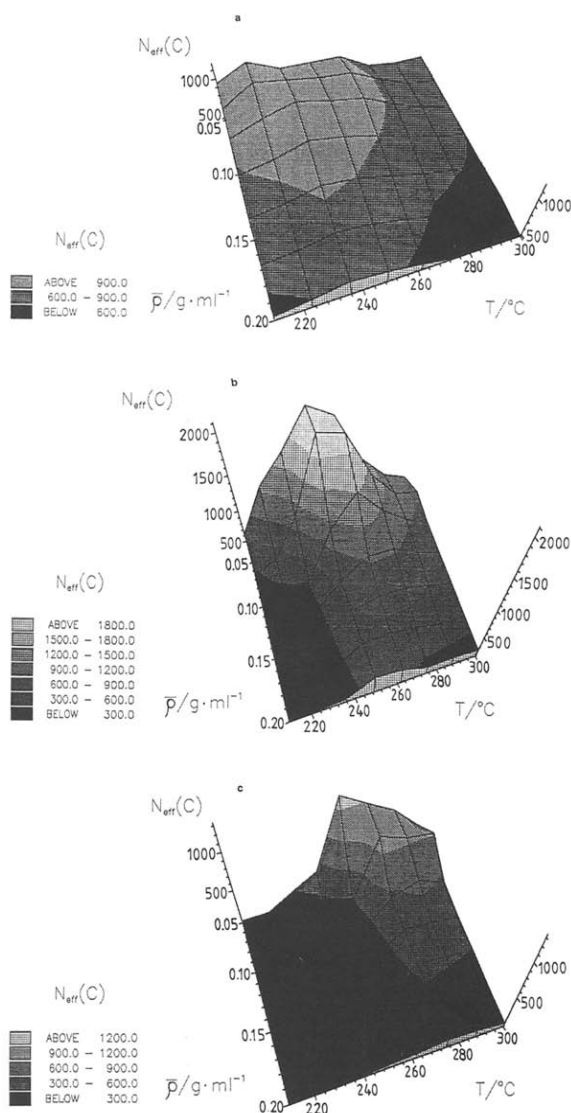 a
N_eff(C)
1000
500
0.05
0.10
0.15
0.20
220
240
260
280
300
500
1000
N_eff(C)
ABOVE 900.0
600.0 – 900.0
BELOW 600.0
ρ̄/g·ml⁻¹
T/°C
b
N_eff(C)
2000
1500
1000
500
0.05
0.10
0.15
0.20
220
240
260
280
300
500
1000
1500
2000
N_eff(C)
ABOVE 1800.0
1500.0 – 1800.0
1200.0 – 1500.0
900.0 – 1200.0
600.0 – 900.0
300.0 – 600.0
BELOW 300.0
ρ̄/g·ml⁻¹
T/°C
c
N_eff(C)
1000
500
0.05
0.10
0.15
0.20
220
240
260
280
300
500
1000
N_eff(C)
ABOVE 1200.0
900.0 – 1200.0
600.0 – 900.0
300.0 – 600.0
BELOW 300.0
ρ̄/g·ml⁻¹
T/°C